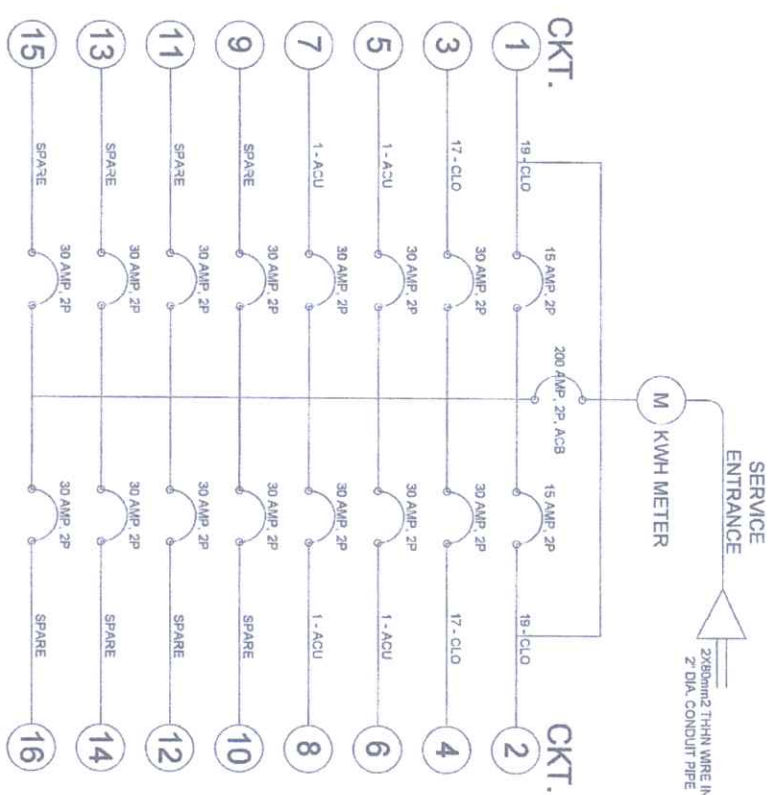 SERVICE
ENTRANCE
2X80mm2 THHN WIRE IN
2" DIA. CONDUIT PIPE
M KWH METER
CKT. 200 AMP, 2P, ACB CKT.
1 19 - CLO 15 AMP, 2P 15 AMP, 2P 19 - CLO 2
3 17 - CLO 30 AMP, 2P 30 AMP, 2P 17 - CLO 4
5 1 - ACU 30 AMP, 2P 30 AMP, 2P 1 - ACU 6
7 1 - ACU 30 AMP, 2P 30 AMP, 2P 1 - ACU 8
9 SPARE 30 AMP, 2P 30 AMP, 2P SPARE 10
11 SPARE 30 AMP, 2P 30 AMP, 2P SPARE 12
13 SPARE 30 AMP, 2P 30 AMP, 2P SPARE 14
15 SPARE 30 AMP, 2P 30 AMP, 2P SPARE 16